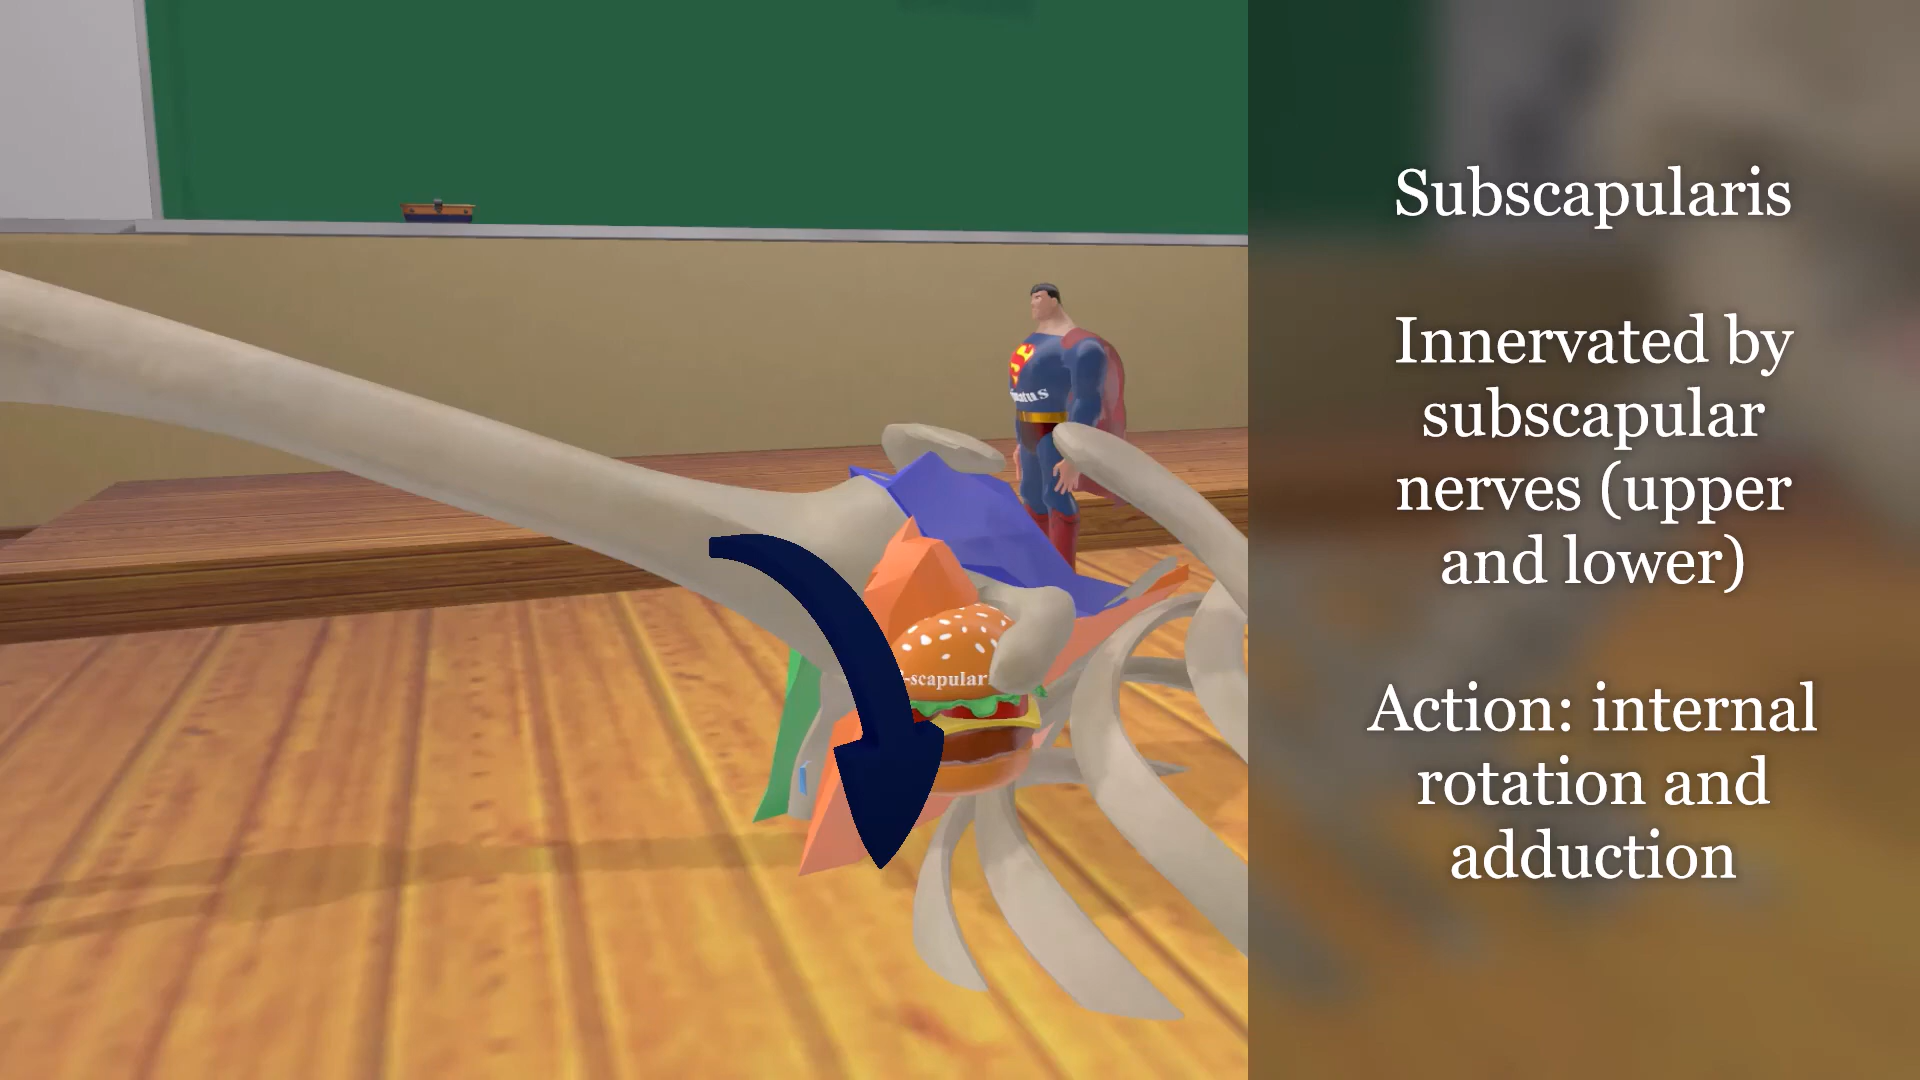 Subscapularis
Innervated by
subscapular
nerves (upper
and lower)
Action: internal
rotation and
adduction
-scapular
S